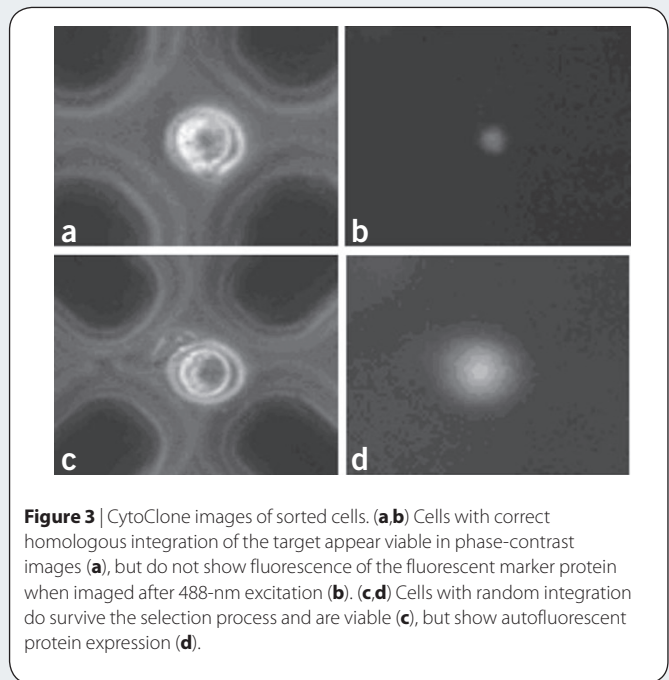 a
b
c
d
Figure 3 | CytoClone images of sorted cells. (a,b) Cells with correct
homologous integration of the target appear viable in phase-contrast
images (a), but do not show fluorescence of the fluorescent marker protein
when imaged after 488-nm excitation (b). (c,d) Cells with random integration
do survive the selection process and are viable (c), but show autofluorescent
protein expression (d).